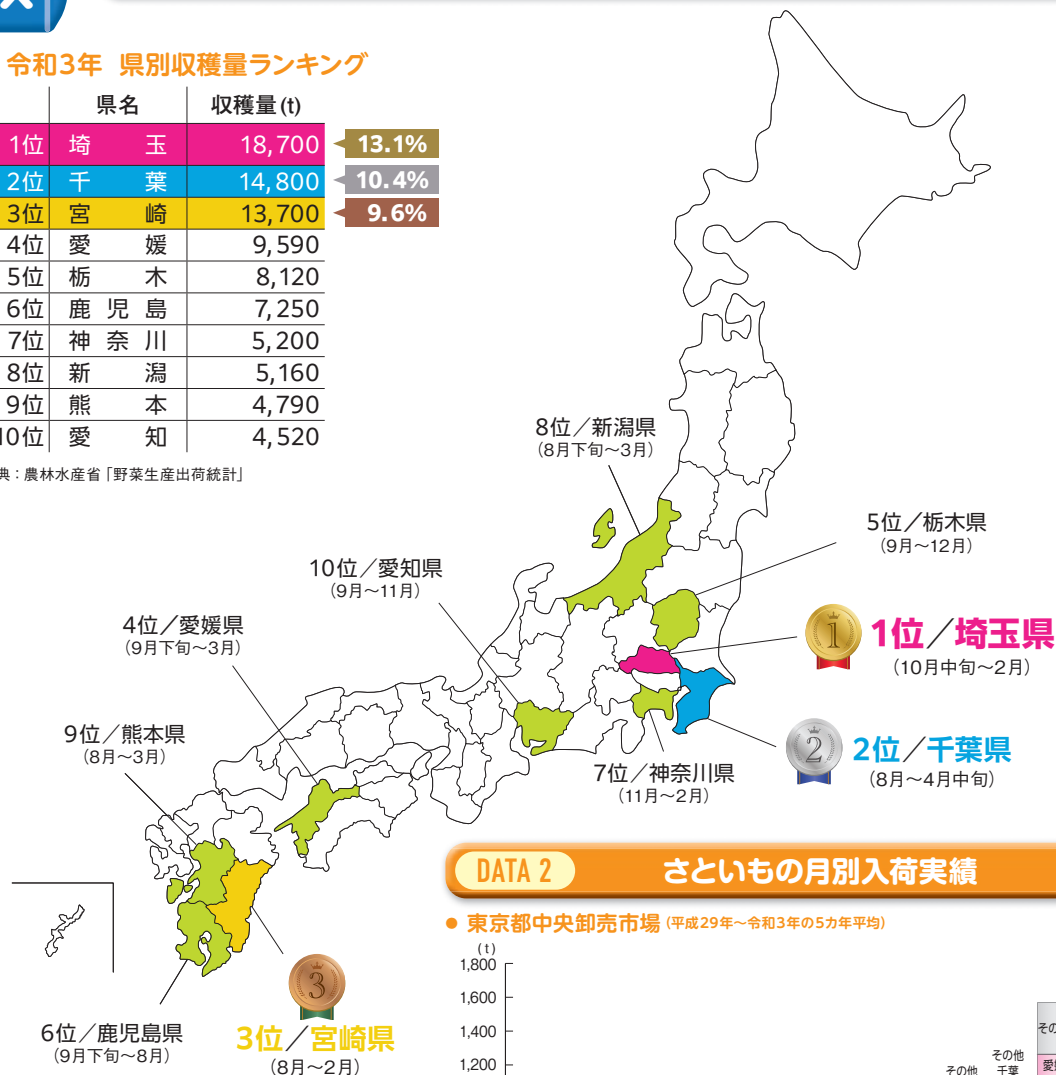 ス
令和3年 県別収穫量ランキング
県名 収穫量(t)
1位 埼玉 18,700 13.1%
2位 千葉 14,800 10.4%
3位 宮崎 13,700 9.6%
4位 愛媛 9,590
5位 栃木 8,120
6位 鹿児島 7,250
7位 神奈川 5,200
8位 新潟 5,160
9位 熊本 4,790
10位 愛知 4,520
典：農林水産省「野菜生産出荷統計」
8位／新潟県
(8月下旬〜3月)
5位／栃木県
(9月〜12月)
10位／愛知県
(9月〜11月)
4位／愛媛県
(9月下旬〜3月)
1
1位／埼玉県
(10月中旬〜2月)
9位／熊本県
(8月〜3月)
2
2位／千葉県
(8月〜4月中旬)
7位／神奈川県
(11月〜2月)
3
6位／鹿児島県
(9月下旬〜8月)
3位／宮崎県
(8月〜2月)
DATA 2 さといもの月別入荷実績
● 東京都中央卸売市場 (平成29年〜令和3年の5カ年平均)
(t)
1,800
1,600
1,400
1,200
その他
その他
千葉
その
愛媛